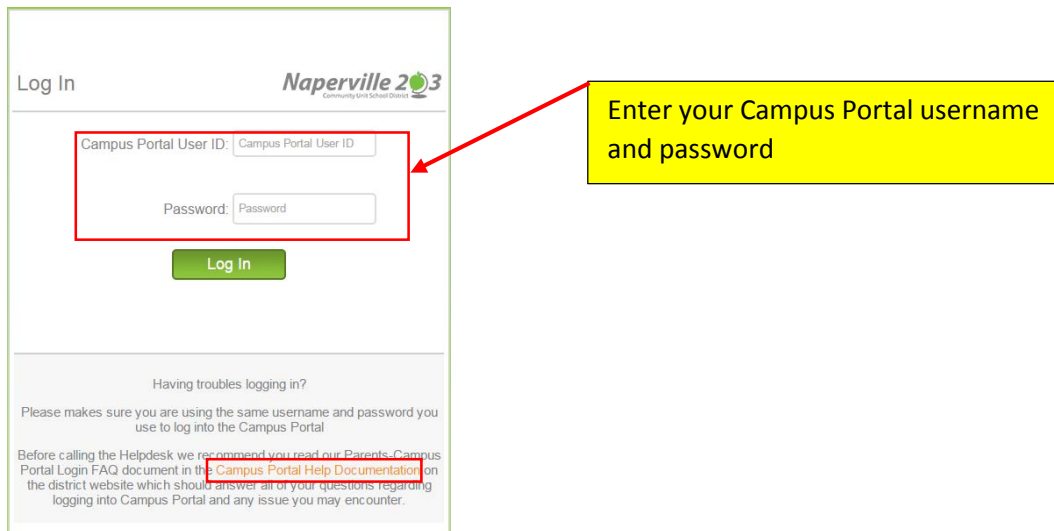 Log In
Naperville 203
Community Unit School District
Enter your Campus Portal username
and password
Campus Portal User ID: Campus Portal User ID
Password: Password
Log In
Having troubles logging in?
Please makes sure you are using the same username and password you
use to log into the Campus Portal
Before calling the Helpdesk we recommend you read our Parents-Campus
Portal Login FAQ document in the Campus Portal Help Documentation on
the district website which should answer all of your questions regarding
logging into Campus Portal and any issue you may encounter.